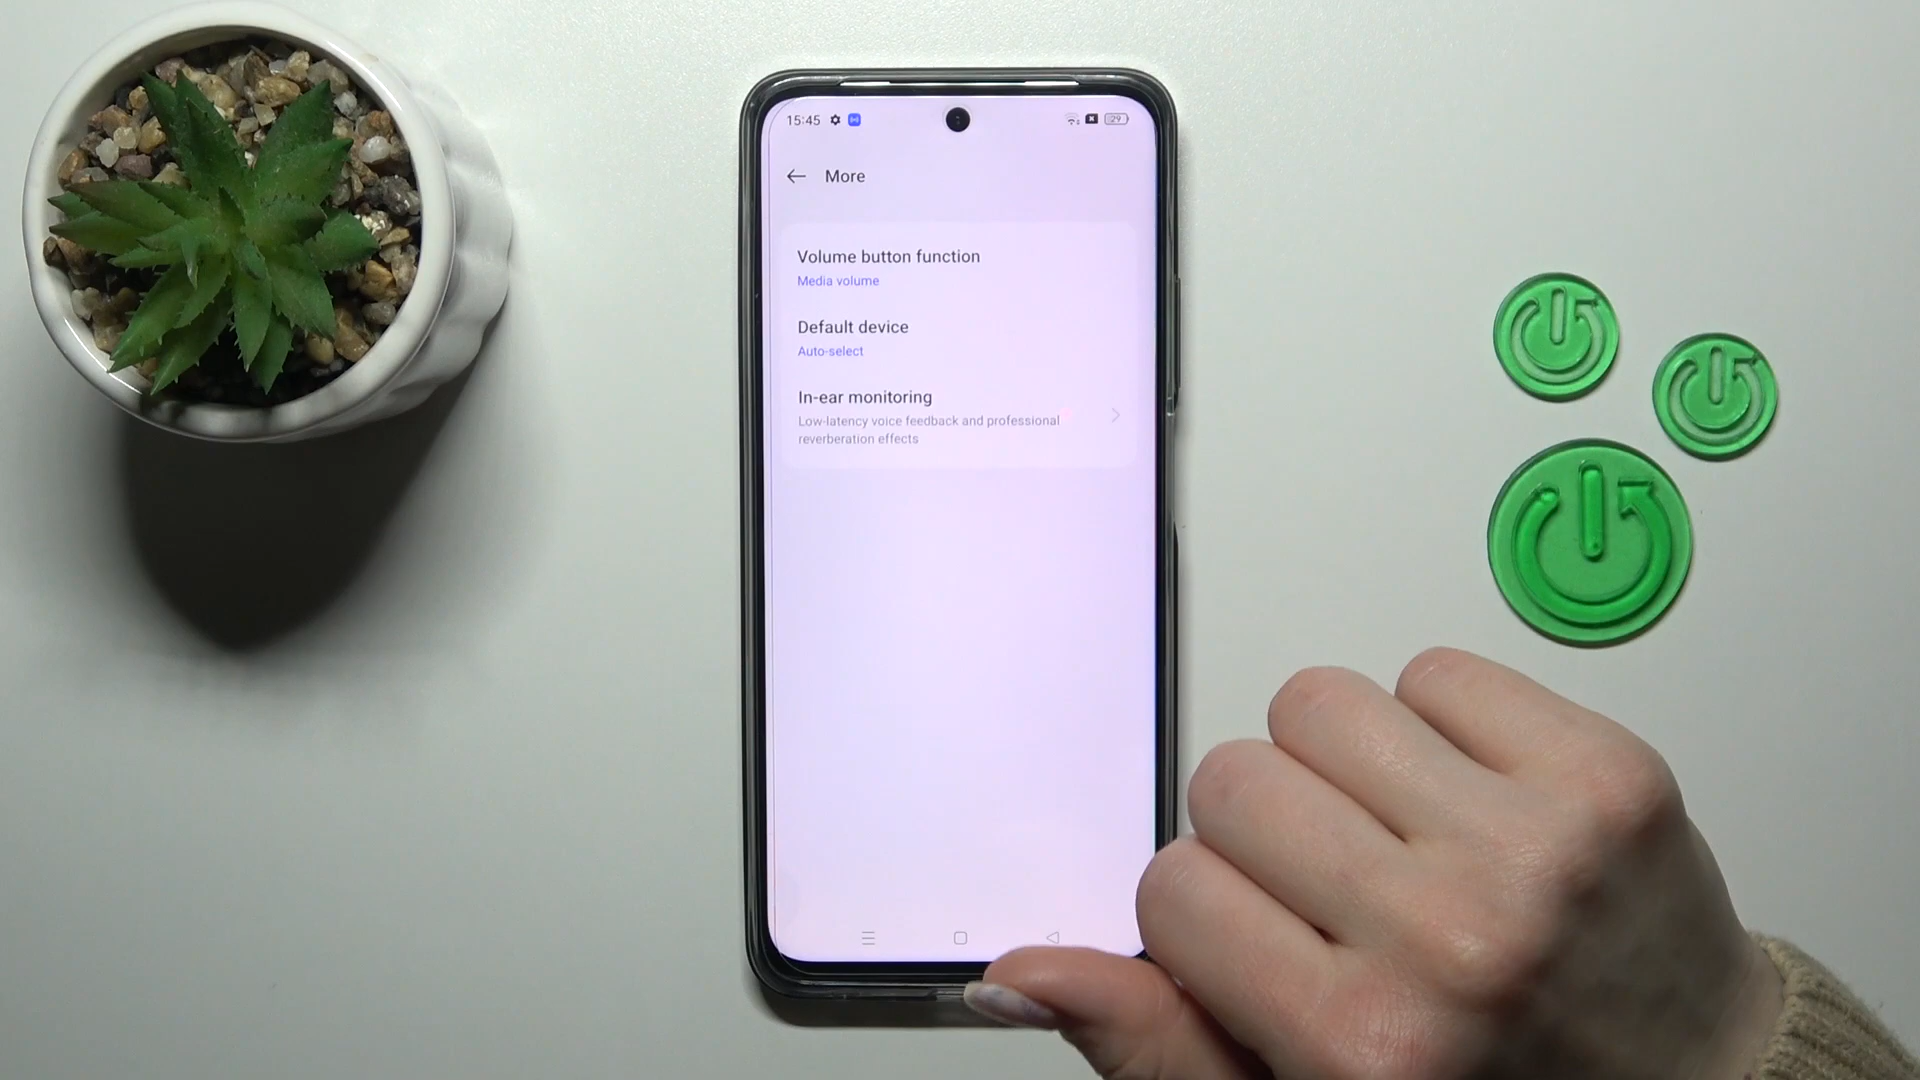 15:45
29
More
Volume button function
Media volume
Default device
Auto-select
In-ear monitoring
Low-latency voice feedback and professional
reverberation effects